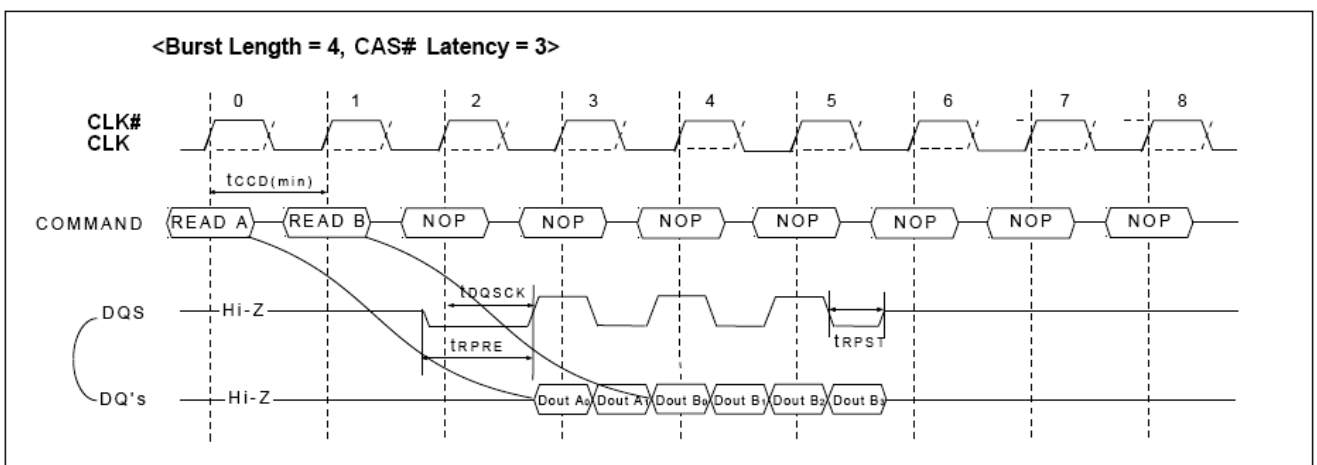 <Burst Length = 4, CAS# Latency = 3>
0 1 2 3 4 5 6 7 8
CLK#
CLK
tCCD(min)
COMMAND READ A READ B NOP NOP NOP NOP NOP NOP NOP
tDQSCK
DQS Hi-Z
tRPRE tRPST
DQ's Hi-Z Dout A0 Dout A1 Dout B0 Dout B1 Dout B2 Dout B3